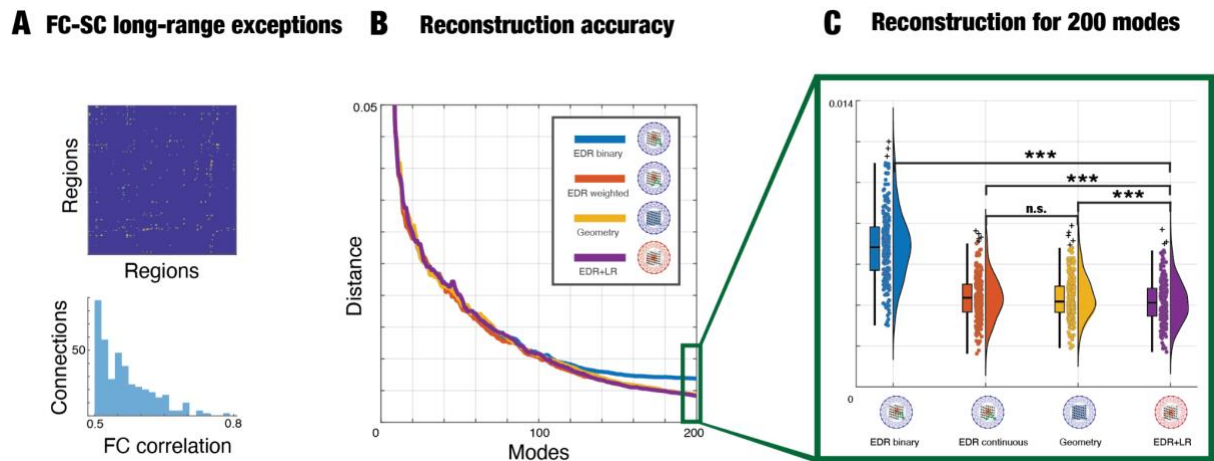 A FC-SC long-range exceptions
Regions
Regions
Connections
50
0.5
0.8
FC correlation
B Reconstruction accuracy
0.05
Distance
EDR binary
EDR weighted
Geometry
EDR+LR
0
100
200
Modes
C Reconstruction for 200 modes
0.014
***
***
n.s.
***
0
EDR binary
EDR continuous
Geometry
EDR+LR